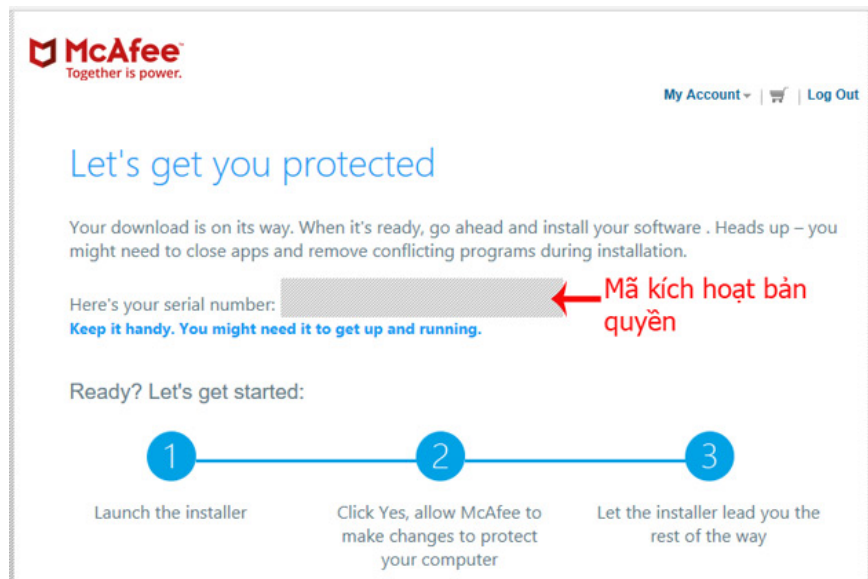 McAfee™
Together is power.
My Account | | Log Out
Let's get you protected
Your download is on its way. When it's ready, go ahead and install your software . Heads up – you
might need to close apps and remove conflicting programs during installation.
Here's your serial number:
Mã kích hoạt bản
quyền
Keep it handy. You might need it to get up and running.
Ready? Let's get started:
1
2
3
Launch the installer
Click Yes, allow McAfee to
make changes to protect
your computer
Let the installer lead you the
rest of the way